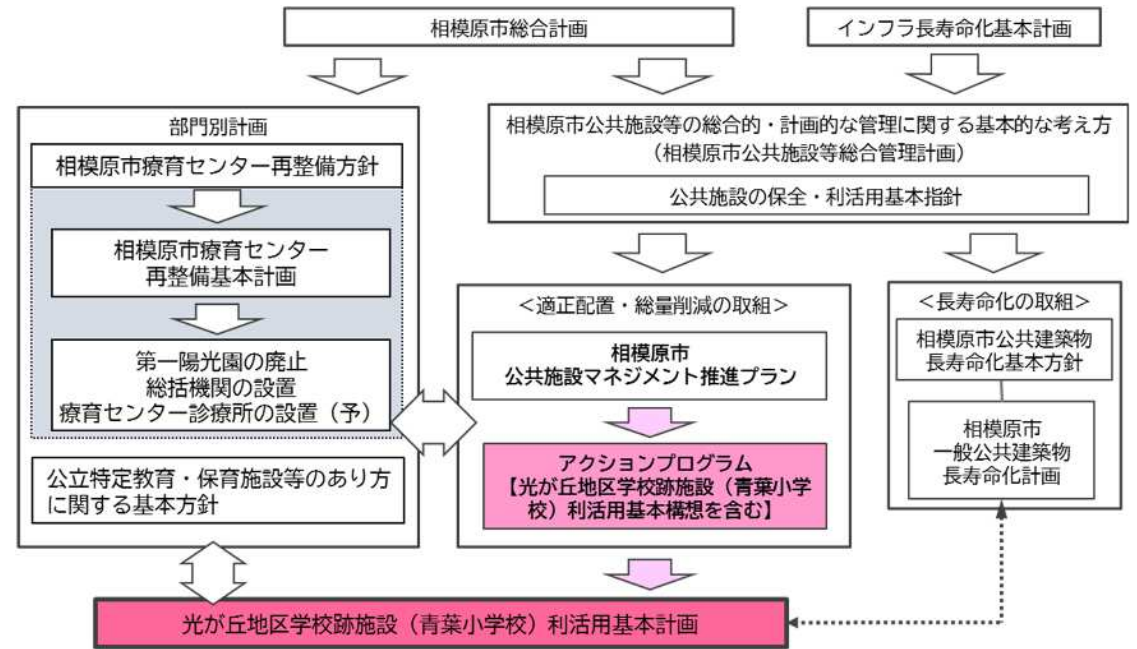 相模原市総合計画
インフラ長寿命化基本計画
部門別計画
相模原市療育センター再整備方針
相模原市療育センター
再整備基本計画
第一陽光園の廃止
総括機関の設置
療育センター診療所の設置（予）
公立特定教育・保育施設等のあり方
に関する基本方針
相模原市公共施設等の総合的・計画的な管理に関する基本的な考え方
（相模原市公共施設等総合管理計画）
公共施設の保全・利活用基本指針
＜適正配置・総量削減の取組＞
相模原市
公共施設マネジメント推進プラン
アクションプログラム
【光が丘地区学校跡施設（青葉小学
校）利活用基本構想を含む】
＜長寿命化の取組＞
相模原市公共建築物
長寿命化基本方針
相模原市
一般公共建築物
長寿命化計画
光が丘地区学校跡施設（青葉小学校）利活用基本計画